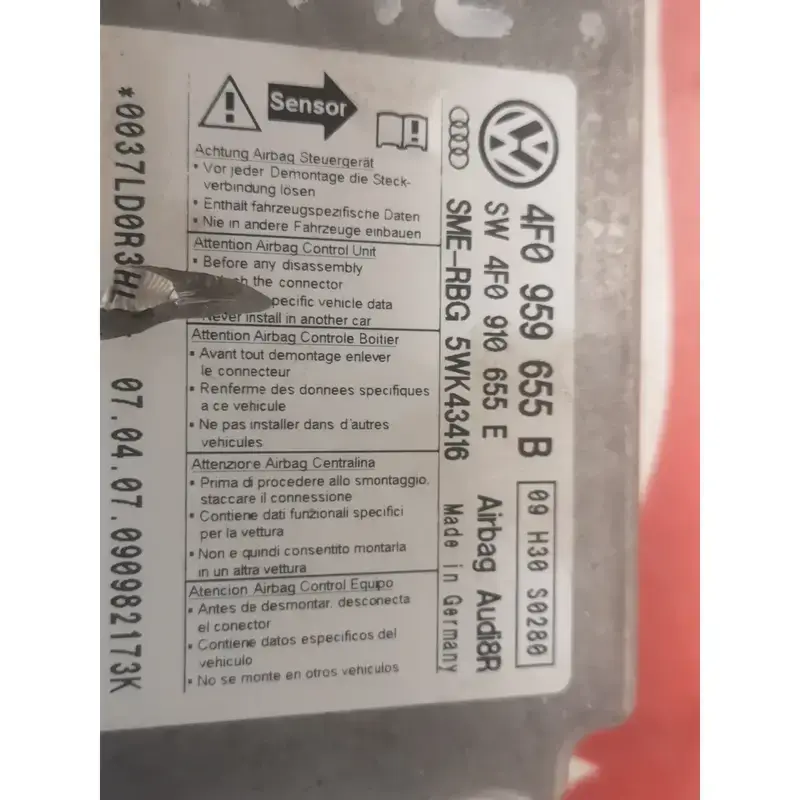 Sensor
Achtung Airbag Steuergerät
• Vor jeder Demontage die Steck-
verbindung lösen
• Enthält fahrzeugspezifische Daten
• Nie in andere Fahrzeuge einbauen
Attention Airbag Control Unit
• Before any disassembly
the connector
vehicle data
Never install in another car
Attention Airbag Controle Boitier
• Avant tout demontage enlever
le connecteur
• Renferme des donnees specifiques
a ce vehicule
• Ne pas installer dans d'autres
vehicules
Attenzione Airbag Centralina
• Prima di procedere allo smontaggio,
staccare il connessione
• Contiene dati funzionali specifici
per la vettura
• Non e quindi consentito montarla
in un altra vettura
Atencion Airbag Control Equipo
• Antes de desmontar, desconecta
el conector
• Contiene datos especificos del
vehiculo
• No se monte en otros vehiculos
4F0 959 655 B
09 H30 S0280
SW 4F0 910 655 E
Airbag Audi8R
SME-RBG 5WK43416
Made in Germany
07.04.07.090982173K